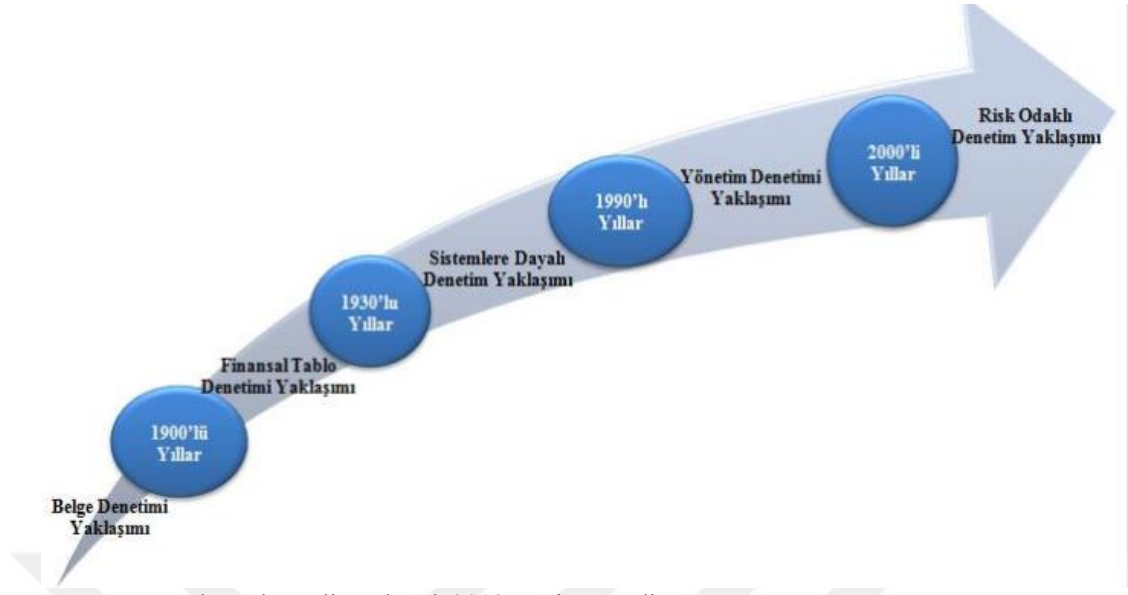 Risk Odaklı
Denetim Yaklaşımı
2000'li
Yıllar
Yönetim Denetimi
Yaklaşımı
1990'lı
Yıllar
Sistemlere Dayalı
Denetim Yaklaşımı
1930'lu
Yıllar
Finansal Tablo
Denetimi Yaklaşımı
1900'lü
Yıllar
Belge Denetimi
Yaklaşımı